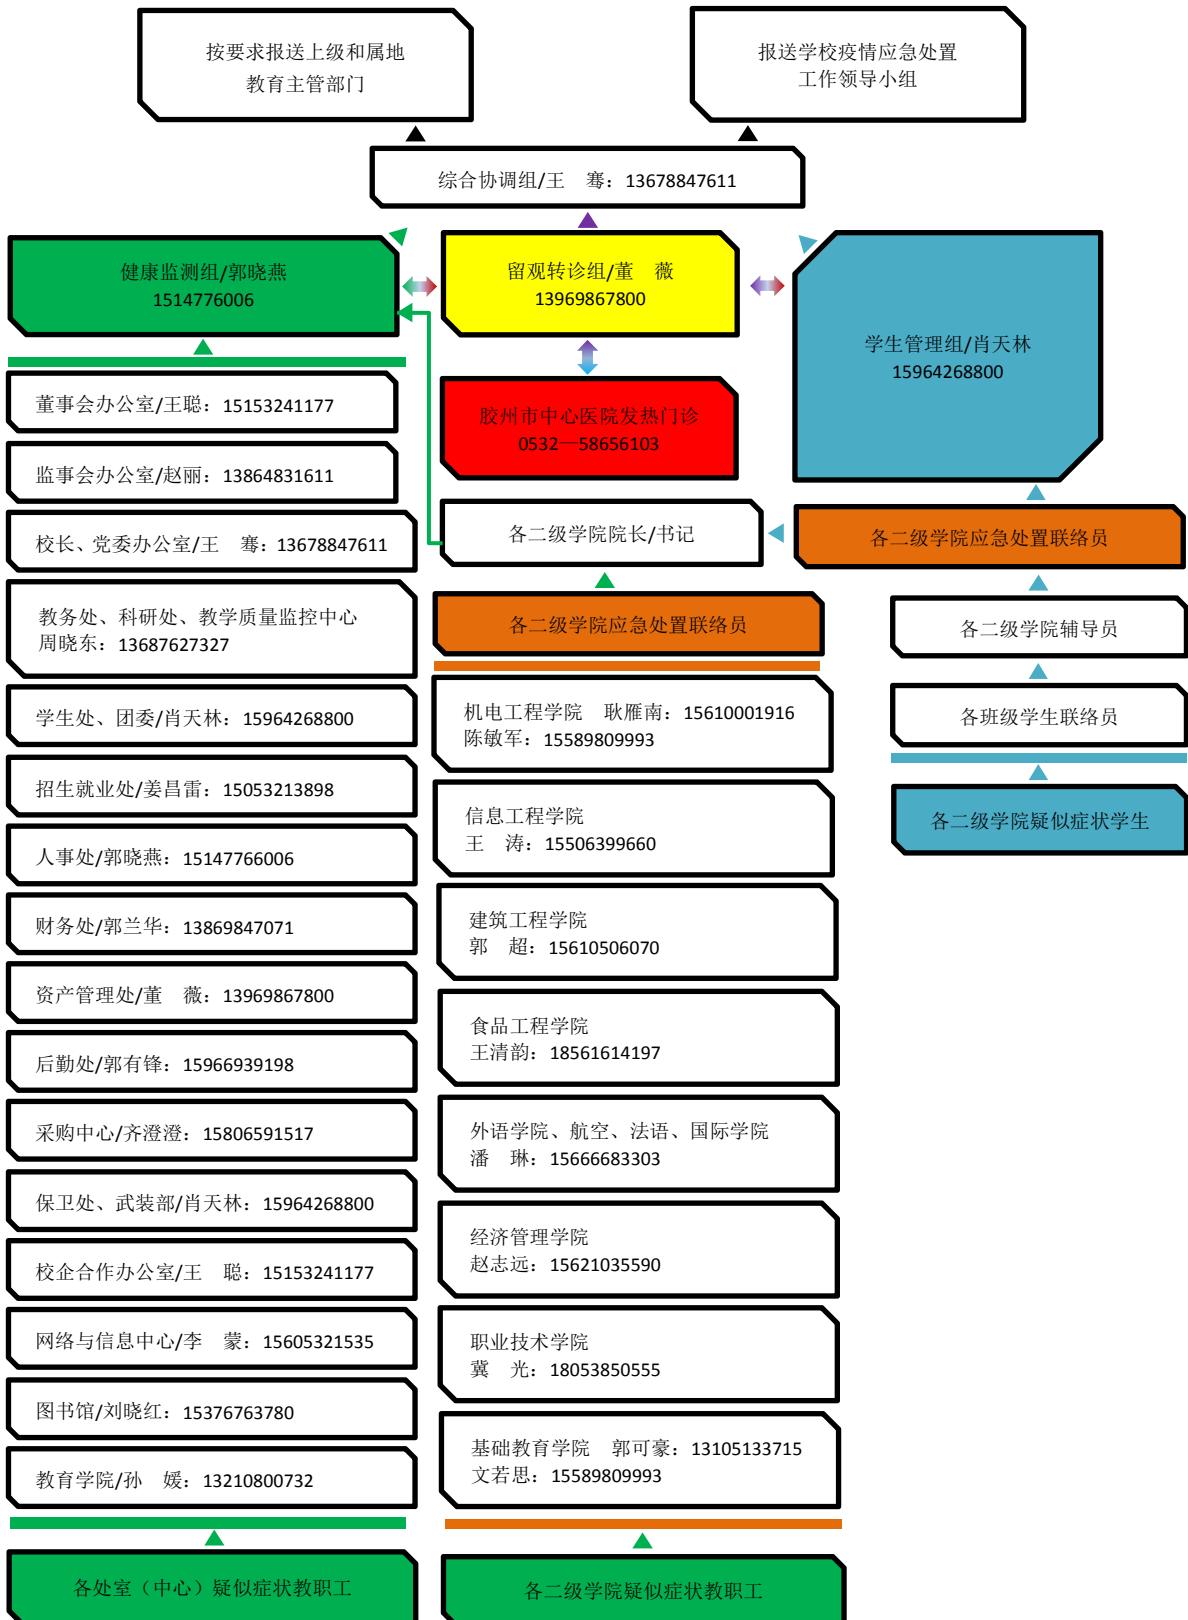 按要求报送上级和属地
教育主管部门
报送学校疫情应急处置
工作领导小组
综合协调组/王　骞：13678847611
健康监测组/郭晓燕
1514776006
留观转诊组/董　薇
13969867800
学生管理组/肖天林
15964268800
胶州市中心医院发热门诊
0532—58656103
董事会办公室/王聪：15153241177
监事会办公室/赵丽：13864831611
校长、党委办公室/王　骞：13678847611
教务处、科研处、教学质量监控中心
周晓东：13687627327
学生处、团委/肖天林：15964268800
招生就业处/姜昌雷：15053213898
人事处/郭晓燕：15147766006
财务处/郭兰华：13869847071
资产管理处/董　薇：13969867800
后勤处/郭有锋：15966939198
采购中心/齐澄澄：15806591517
保卫处、武装部/肖天林：15964268800
校企合作办公室/王　聪：15153241177
网络与信息中心/李　蒙：15605321535
图书馆/刘晓红：15376763780
教育学院/孙　媛：13210800732
各处室（中心）疑似症状教职工
各二级学院院长/书记
各二级学院应急处置联络员
机电工程学院　耿雁南：15610001916
陈敏军：15589809993
信息工程学院
王　涛：15506399660
建筑工程学院
郭　超：15610506070
食品工程学院
王清韵：18561614197
外语学院、航空、法语、国际学院
潘　琳：15666683303
经济管理学院
赵志远：15621035590
职业技术学院
冀　光：18053850555
基础教育学院　郭可豪：13105133715
文若思：15589809993
各二级学院疑似症状教职工
各二级学院应急处置联络员
各二级学院辅导员
各班级学生联络员
各二级学院疑似症状学生